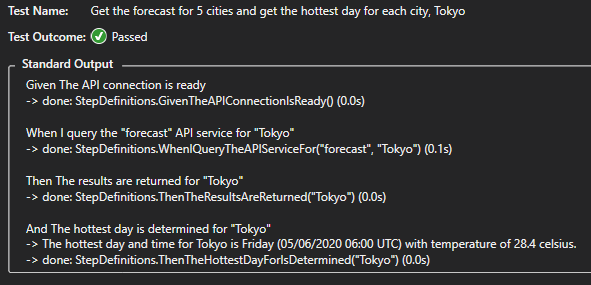 Test Name: Get the forecast for 5 cities and get the hottest day for each city, Tokyo
Test Outcome: Passed
Standard Output
Given The API connection is ready
-> done: StepDefinitions.GivenTheAPIConnectionIsReady() (0.0s)
When I query the "forecast" API service for "Tokyo"
-> done: StepDefinitions.WhenIQueryTheAPIServiceFor("forecast", "Tokyo") (0.1s)
Then The results are returned for "Tokyo"
-> done: StepDefinitions.ThenTheResultsAreReturned("Tokyo") (0.0s)
And The hottest day is determined for "Tokyo"
-> The hottest day and time for Tokyo is Friday (05/06/2020 06:00 UTC) with temperature of 28.4 celsius.
-> done: StepDefinitions.ThenTheHottestDayForIsDetermined("Tokyo") (0.0s)